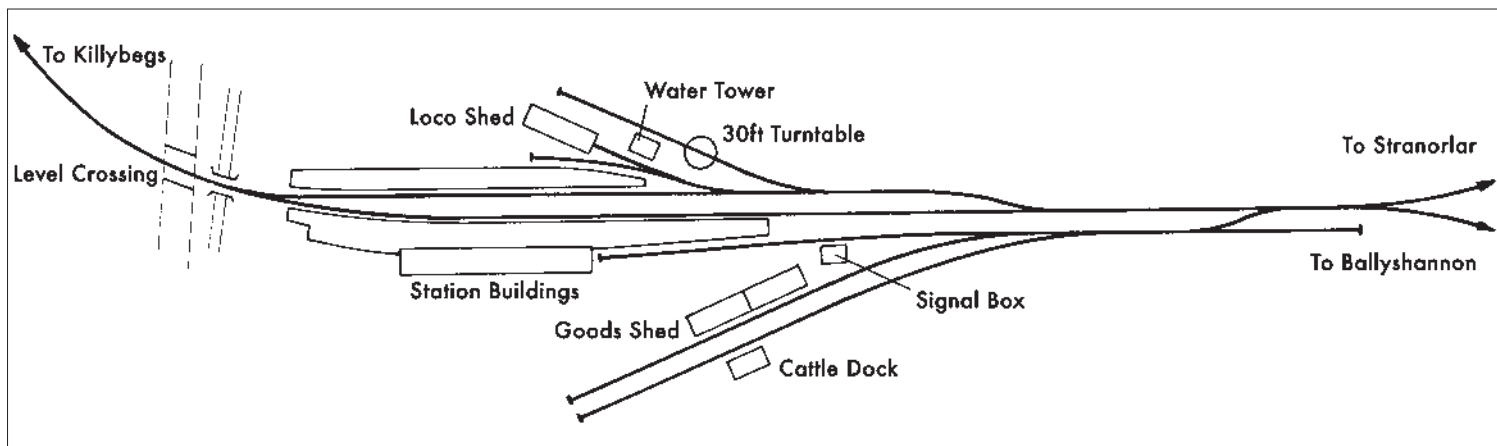 To Killybegs
Water Tower
Loco Shed
30ft Turntable
To Stranorlar
Level Crossing
To Ballyshannon
Station Buildings
Signal Box
Goods Shed
Cattle Dock